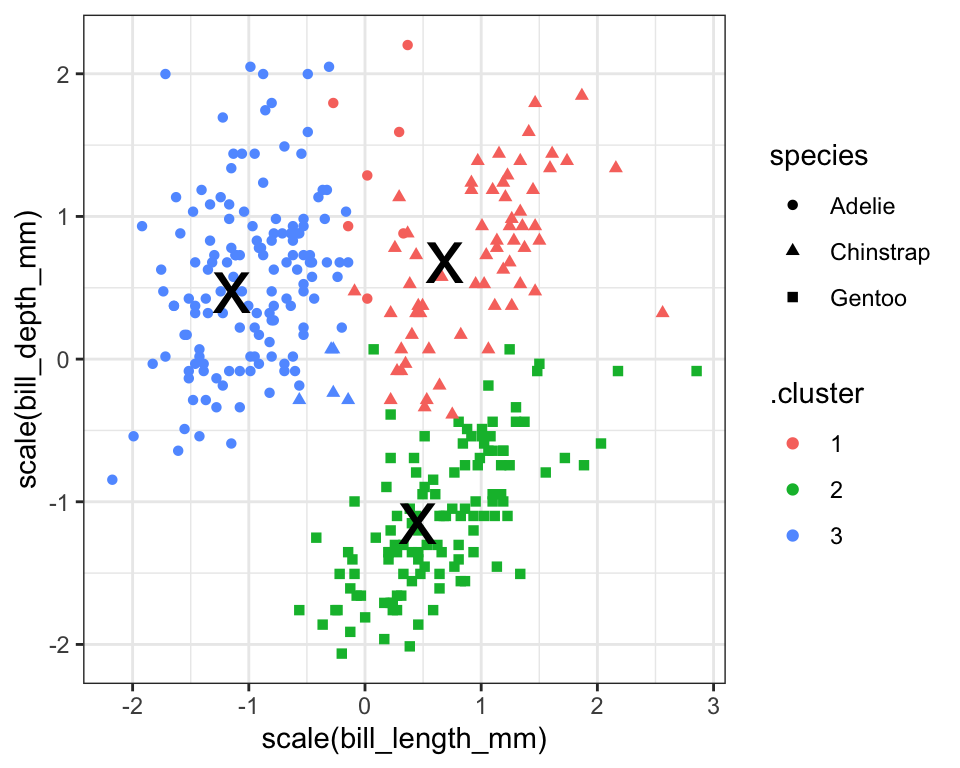 2
1
0
-1
-2
-2
-1
0
1
2
3
scale(bill_length_mm)
scale(bill_depth_mm)
X
X
X
species
Adelie
Chinstrap
Gentoo
.cluster
1
2
3